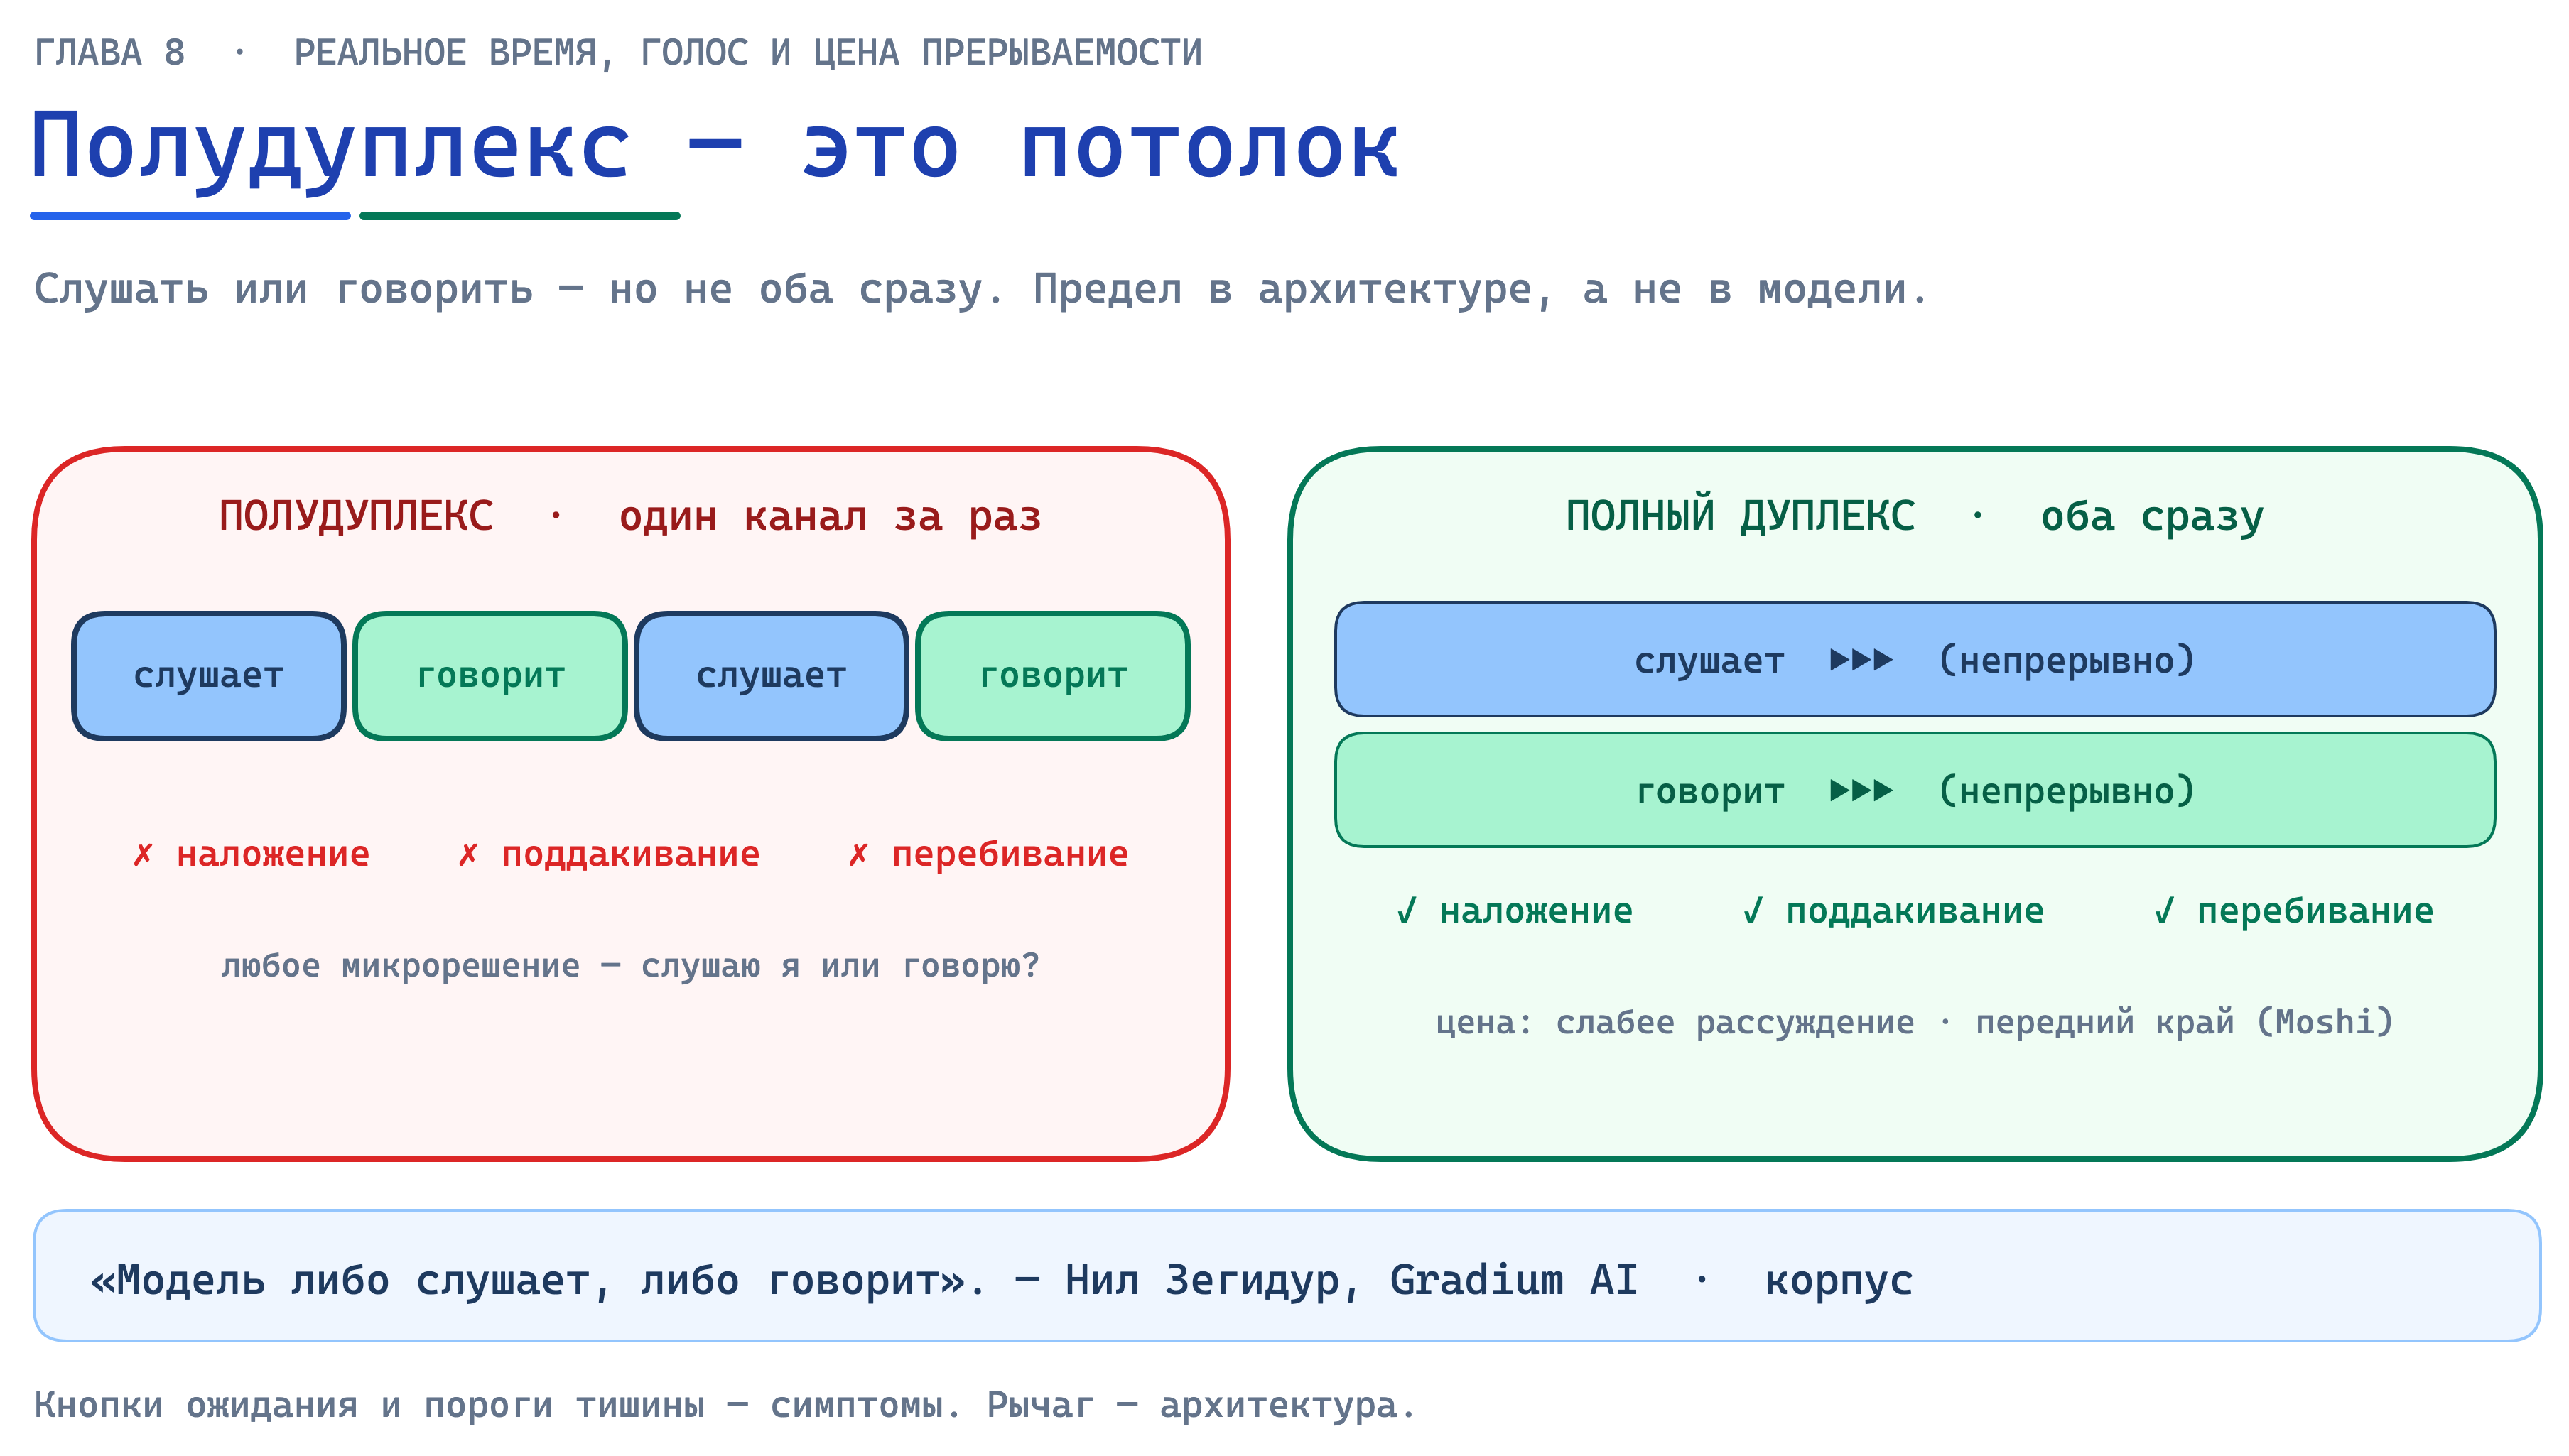 ГЛАВА 8 · РЕАЛЬНОЕ ВРЕМЯ, ГОЛОС И ЦЕНА ПРЕРЫВАЕМОСТИ
Полудуплекс — это потолок
Слушать или говорить — но не оба сразу. Предел в архитектуре, а не в модели.
ПОЛУДУПЛЕКС · один канал за раз
слушает говорит слушает говорит
✗ наложение ✗ поддакивание ✗ перебивание
любое микрорешение — слушаю я или говорю?
ПОЛНЫЙ ДУПЛЕКС · оба сразу
слушает ▶▶▶ (непрерывно)
говорит ▶▶▶ (непрерывно)
✓ наложение ✓ поддакивание ✓ перебивание
цена: слабее рассуждение · передний край (Moshi)
«Модель либо слушает, либо говорит». — Нил Зегидур, Gradium AI · корпус
Кнопки ожидания и пороги тишины — симптомы. Рычаг — архитектура.